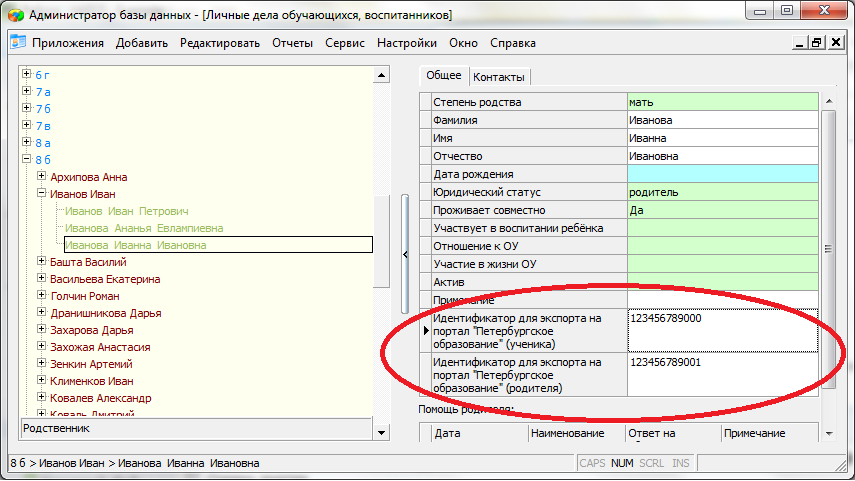 Администратор базы данных - [Личные дела обучающихся, воспитанников]
Приложения Добавить Редактировать Отчеты Сервис Настройки Окно Справка
6 г
7 а
7 б
7 в
8 а
8 б
Архипова Анна
Иванов Иван
Иванов Иван Петрович
Иванова Ананья Евлампиевна
Иванова Иванна Ивановна
Башта Василий
Васильева Екатерина
Голчин Роман
Дранишникова Дарья
Захарова Дарья
Захожая Анастасия
Зенкин Артемий
Клименков Иван
Ковалев Александр
Коваль Дмитрий
Родственник
Общее Контакты
Степень родства мать
Фамилия Иванова
Имя Иванна
Отчество Ивановна
Дата рождения
Юридический статус родитель
Проживает совместно Да
Участвует в воспитании ребёнка
Отношение к ОУ
Участие в жизни ОУ
Актив
Примечание
Идентификатор для экспорта на 123456789000
портал "Петербургское
образование" (ученика)
Идентификатор для экспорта на 123456789001
портал "Петербургское
образование" (родителя)
Помощь родителя:
Дата Наименование Ответ на Примечание
8 б > Иванов Иван > Иванова Иванна Ивановна
CAPS NUM SCRL INS